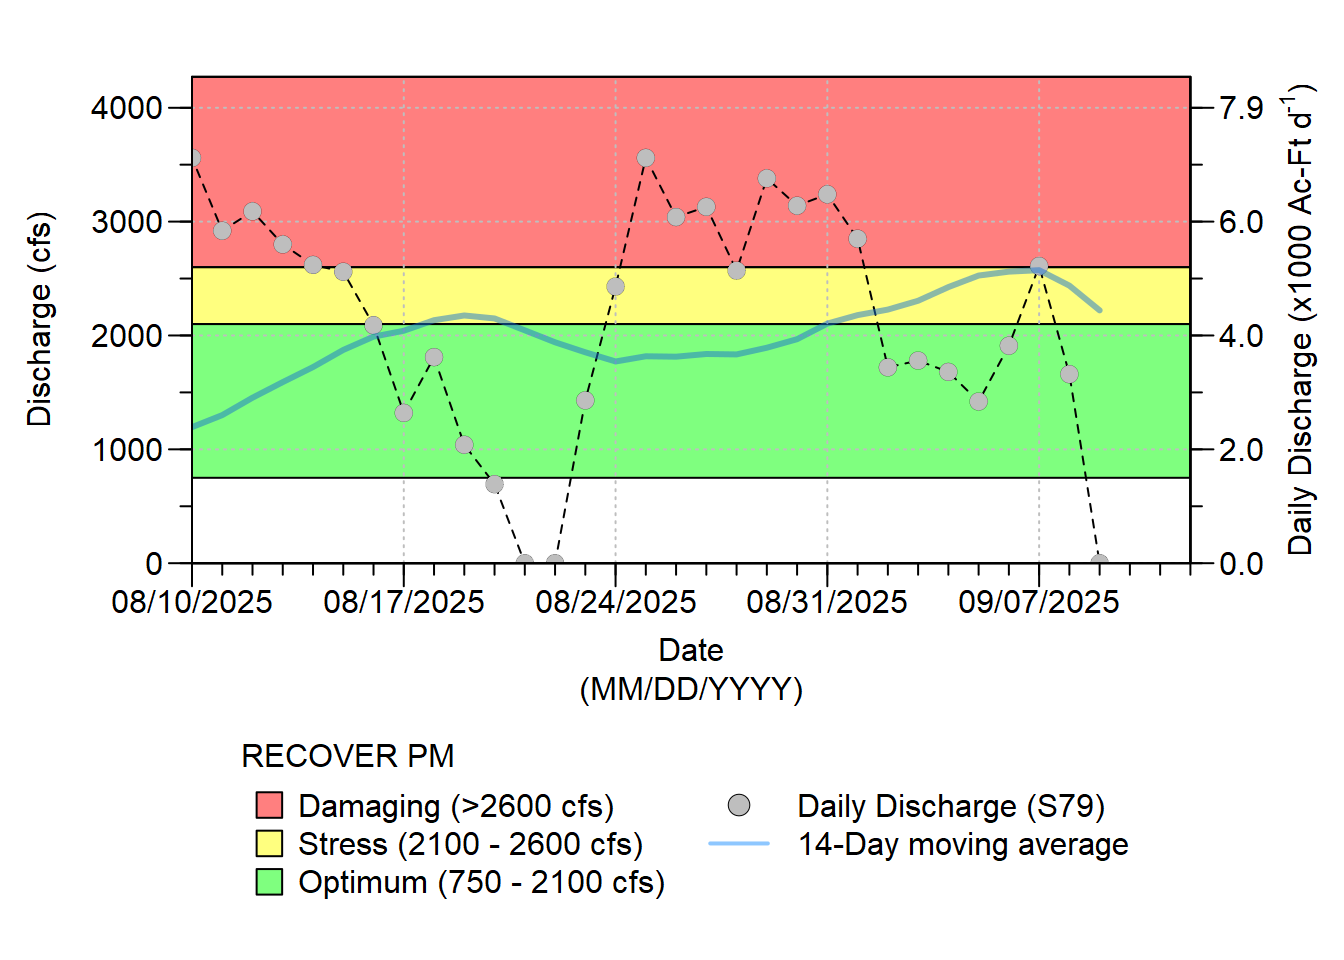 4000
3000
2000
1000
0
Discharge (cfs)
7.9
6.0
4.0
2.0
0.0
Daily Discharge (x1000 Ac-Ft d-1)
08/10/2025 08/17/2025 08/24/2025 08/31/2025 09/07/2025
Date
(MM/DD/YYYY)
RECOVER PM
Damaging (>2600 cfs)
Stress (2100 - 2600 cfs)
Optimum (750 - 2100 cfs)
Daily Discharge (S79)
14-Day moving average